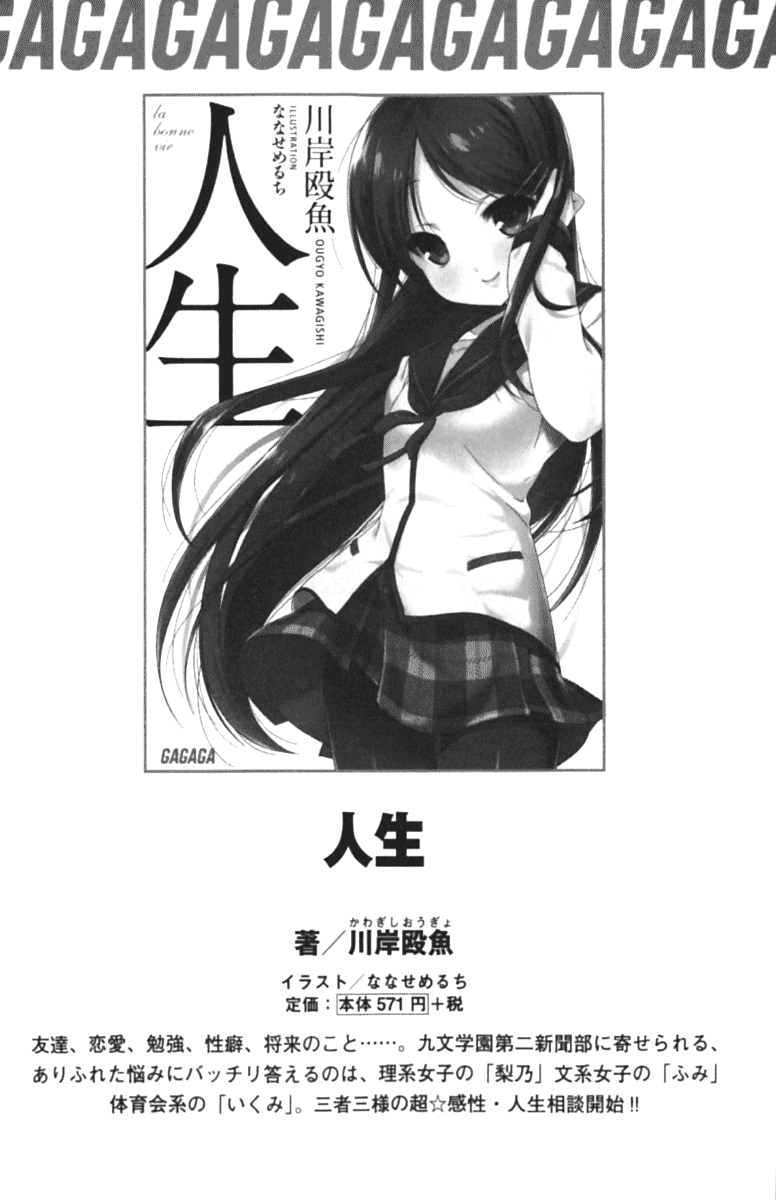 GAGAGAGAGAGAGAGAGAGA
la
bonne
vie
人生
川岸殴魚
OUGYO KAWAGISHI
ILLUSTRATION
ななせめるち
GAGAGA
人生
かわぎしおうぎょ
著／川岸殴魚
イラスト／ななせめるち
定価：本体571円＋税
友達、恋愛、勉強、性癖、将来のこと……。九文学園第二新聞部に寄せられる、
ありふれた悩みにバッチリ答えるのは、理系女子の「梨乃」文系女子の「ふみ」
体育会系の「いくみ」。三者三様の超☆感性・人生相談開始!!